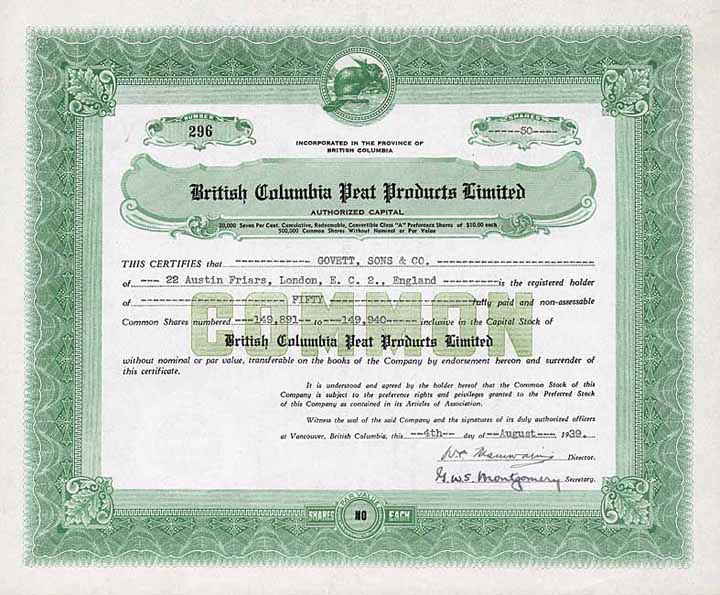 NUMBER
296
SHARES
------50----
INCORPORATED IN THE PROVINCE OF
BRITISH COLUMBIA
British Columbia Peat Products Limited
AUTHORIZED CAPITAL
20,000 Seven Per Cent. Cumulative, Redeemable, Convertible Class "A" Preference Shares of $10.00 each
500,000 Common Shares Without Nominal or Par Value
THIS CERTIFIES that -------------- GOVETT, SONS & CO. ----------------------
of --- 22 Austin Friars, London, E. C. 2., England ----------is the registered holder
of ---------------------- FIFTY ----------------------fully paid and non-assessable
Common Shares numbered ---149,891-- to ---149,940------ inclusive in the Capital Stock of
COMMON
British Columbia Peat Products Limited
without nominal or par value, transferable on the books of the Company by endorsement hereon and surrender of
this certificate.
It is understood and agreed by the holder hereof that the Common Stock of this
Company is subject to the preference rights and privileges granted to the Preferred Stock
of this Company as contained in its Articles of Association.
Witness the seal of the said Company and the signatures of its duly authorized officers
at Vancouver, British Columbia, this --4th-- day of --August--- 1939.
Director.
G.W.S. Montgomery Secretary.
PAR VALUE
SHARES NO EACH